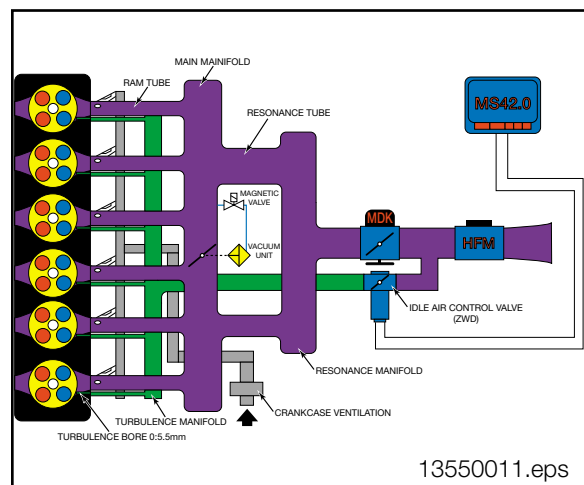 MAIN MAINIFOLD
RAM TUBE
RESONANCE TUBE
MS42.0
MAGNETIC
VALVE
MDK
HFM
VACUUM
UNIT
IDLE AIR CONTROL VALVE
(ZWD)
RESONANCE MANIFOLD
CRANKCASE VENTILATION
TURBULENCE MANIFOLD
TURBULENCE BORE 0:5.5mm
13550011.eps